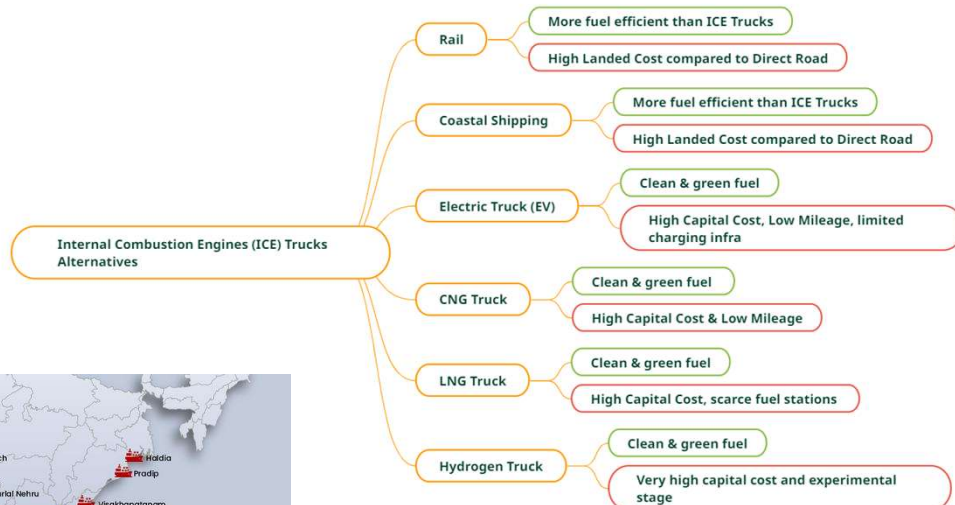 Rail
More fuel efficient than ICE Trucks
High Landed Cost compared to Direct Road
Coastal Shipping
More fuel efficient than ICE Trucks
High Landed Cost compared to Direct Road
Electric Truck (EV)
Clean & green fuel
High Capital Cost, Low Mileage, limited
charging infra
Internal Combustion Engines (ICE) Trucks
Alternatives
CNG Truck
Clean & green fuel
High Capital Cost & Low Mileage
LNG Truck
Clean & green fuel
High Capital Cost, scarce fuel stations
Hydrogen Truck
Clean & green fuel
Very high capital cost and experimental
stage
Haldia
Pradip
Nehru
Visakhapatanam